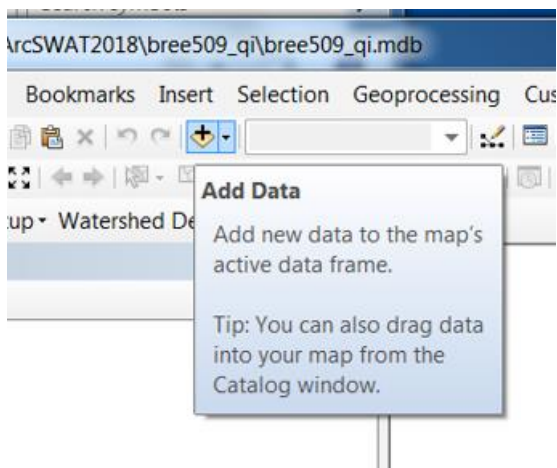 ArcSWAT2018\bree509_qi\bree509_qi.mdb
Bookmarks Insert Selection Geoprocessing Cus
Add Data
up Watershed De
Add new data to the map's
active data frame.
Tip: You can also drag data
into your map from the
Catalog window.